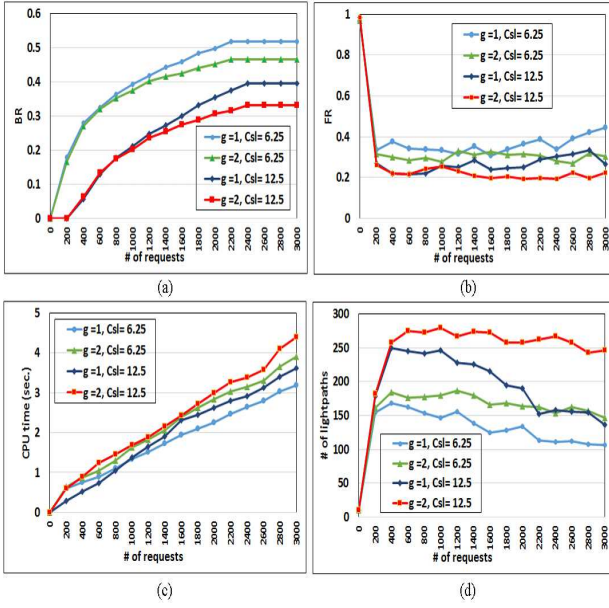 0.6
0.5
0.4
0.3
0.2
0.1
0
BR
g =1, Csl= 6.25
g =2, Csl= 6.25
g =1, Csl= 12.5
g =2, Csl= 12.5
0 200 400 600 800 1000 1200 1400 1600 1800 2000 2200 2400 2600 2800 3000
# of requests
(a)
1
0.8
0.6
0.4
0.2
0
FR
g =1, Csl= 6.25
g =2, Csl= 6.25
g =1, Csl= 12.5
g =2, Csl= 12.5
0 200 400 600 800 1000 1200 1400 1600 1800 2000 2200 2400 2600 2800 3000
# of requests
(b)
5
4
3
2
1
0
CPU time (sec.)
g =1, Csl= 6.25
g =2, Csl= 6.25
g =1, Csl= 12.5
g =2, Csl= 12.5
0 200 400 600 800 1000 1200 1400 1600 1800 2000 2200 2400 2600 2800 3000
# of requests
(c)
300
250
200
150
100
50
0
# of lightpaths
g =1, Csl= 6.25
g =2, Csl= 6.25
g =1, Csl= 12.5
g =2, Csl= 12.5
0 200 400 600 800 1000 1200 1400 1600 1800 2000 2200 2400 2600 2800 3000
# of requests
(d)